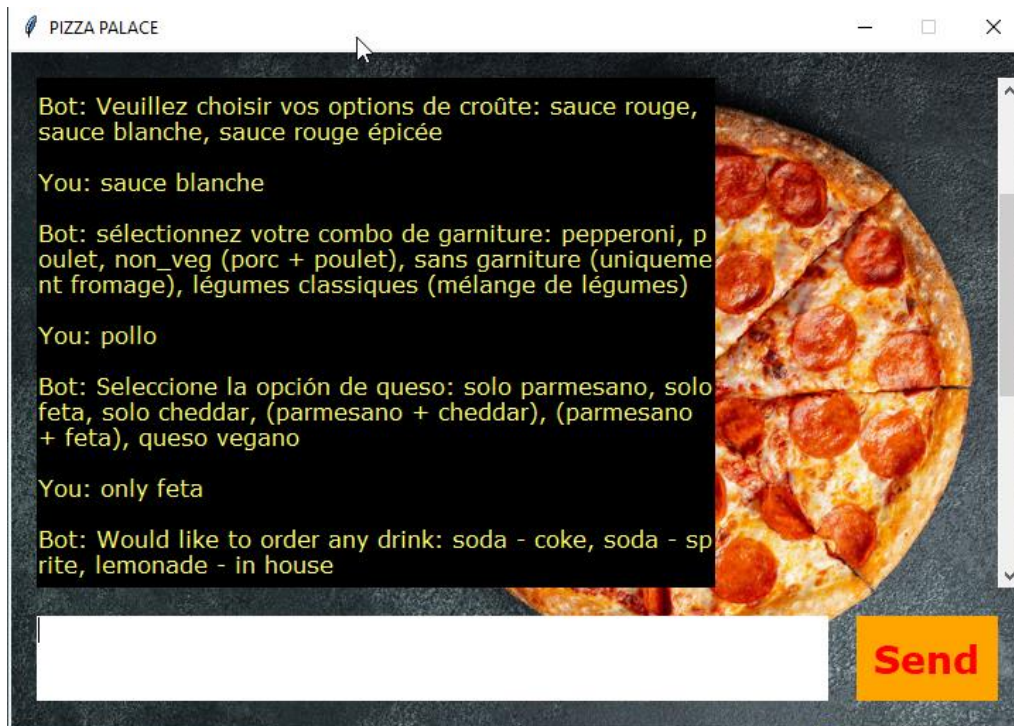 PIZZA PALACE
Bot: Veuillez choisir vos options de croûte: sauce rouge,
sauce blanche, sauce rouge épicée
You: sauce blanche
Bot: sélectionnez votre combo de garniture: pepperoni, p
oulet, non_veg (porc + poulet), sans garniture (uniqueme
nt fromage), légumes classiques (mélange de légumes)
You: pollo
Bot: Seleccione la opción de queso: solo parmesano, solo
feta, solo cheddar, (parmesano + cheddar), (parmesano
+ feta), queso vegano
You: only feta
Bot: Would like to order any drink: soda - coke, soda - sp
rite, lemonade - in house
Send